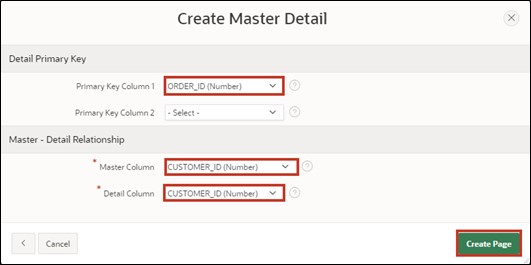 Create Master Detail
Detail Primary Key
Primary Key Column 1 ORDER_ID (Number) ?
Primary Key Column 2 - Select - ?
Master - Detail Relationship
* Master Column CUSTOMER_ID (Number) ?
* Detail Column CUSTOMER_ID (Number) ?
Cancel Create Page